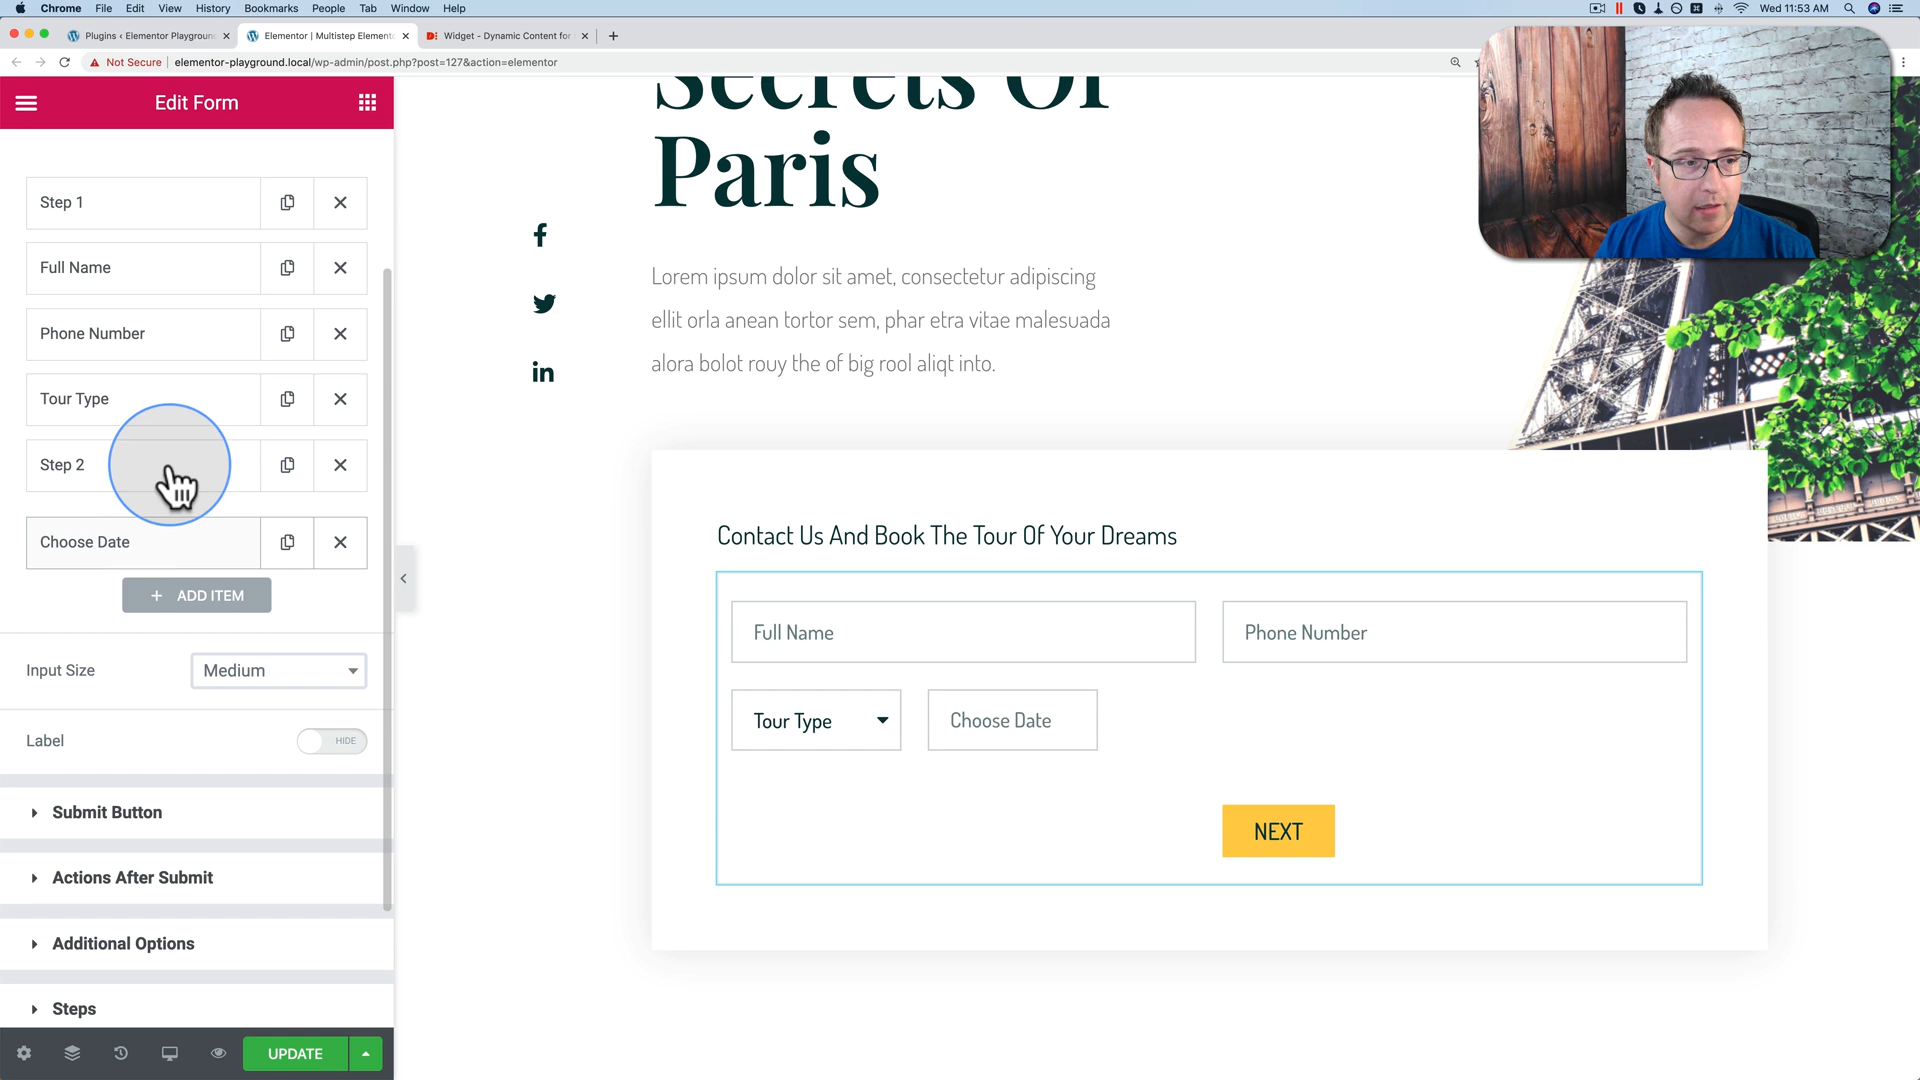 Chrome File Edit View History Bookmarks People Tab Window Help
Wed 11:53 AM
Plugins ‹ Elementor Playground
Elementor | Multistep Elemento
Widget - Dynamic Content for
Not Secure elementor-playground.local/wp-admin/post.php?post=127&action=elementor
Edit Form
Step 1
Full Name
Phone Number
Tour Type
Step 2
Choose Date
+ ADD ITEM
Input Size Medium
Label HIDE
Submit Button
Actions After Submit
Additional Options
Steps
UPDATE
Secrets Of
Paris
Lorem ipsum dolor sit amet, consectetur adipiscing
ellit orla anean tortor sem, phar etra vitae malesuada
alora bolot rouy the of big rool aliqt into.
Contact Us And Book The Tour Of Your Dreams
Full Name Phone Number
Tour Type Choose Date
NEXT